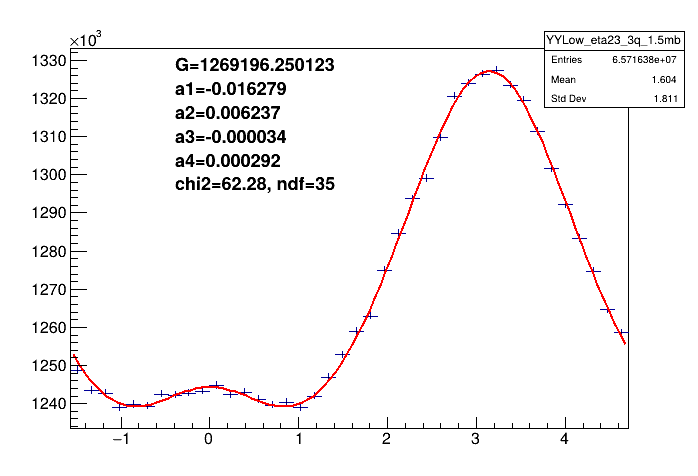 ×10³
YYLow_eta23_3q_1.5mb
Entries 6.571638e+07
Mean 1.604
Std Dev 1.811
G=1269196.250123
a1=-0.016279
a2=0.006237
a3=-0.000034
a4=0.000292
chi2=62.28, ndf=35
1330
1320
1310
1300
1290
1280
1270
1260
1250
1240
−1 0 1 2 3 4